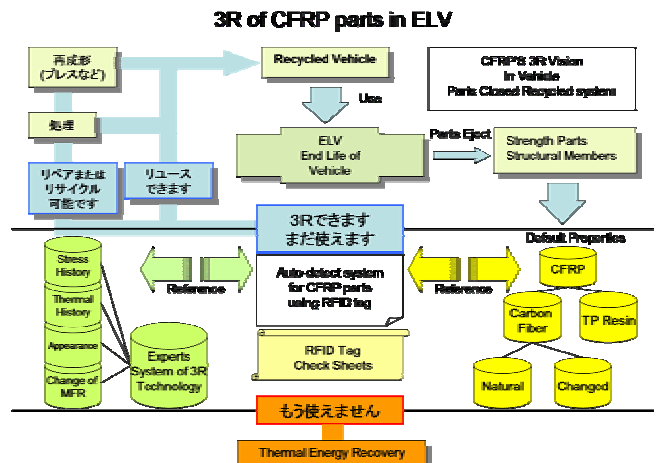 3R of CFRP parts in ELV
再成形
(プレスなど)
Recycled Vehicle
CFRP'S 3R Vision
In Vehicle
Parts Closed Recycled system
Use
処理
ELV
End Life of
Vehicle
Parts Eject
Strength Parts
Structural Members
リペアまたは
リサイクル
可能です
リユース
できます
3Rできます
まだ使えます
Default Properties
Stress
History
Thermal
History
Appearance
Change of
MFR
Experts
System of 3R
Technology
Reference
Auto-detect system
for CFRP parts
using RFID tag
Reference
RFID Tag
Check Sheets
CFRP
Carbon
Fiber
TP Resin
Natural
Changed
もう使えません
Thermal Energy Recovery